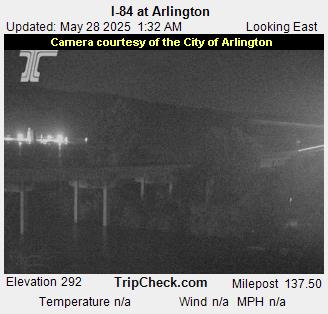 I-84 at Arlington
Updated: May 28 2025 1:32 AM Looking East
Camera courtesy of the City of Arlington
Elevation 292 TripCheck.com Milepost 137.50
Temperature n/a Wind n/a MPH n/a